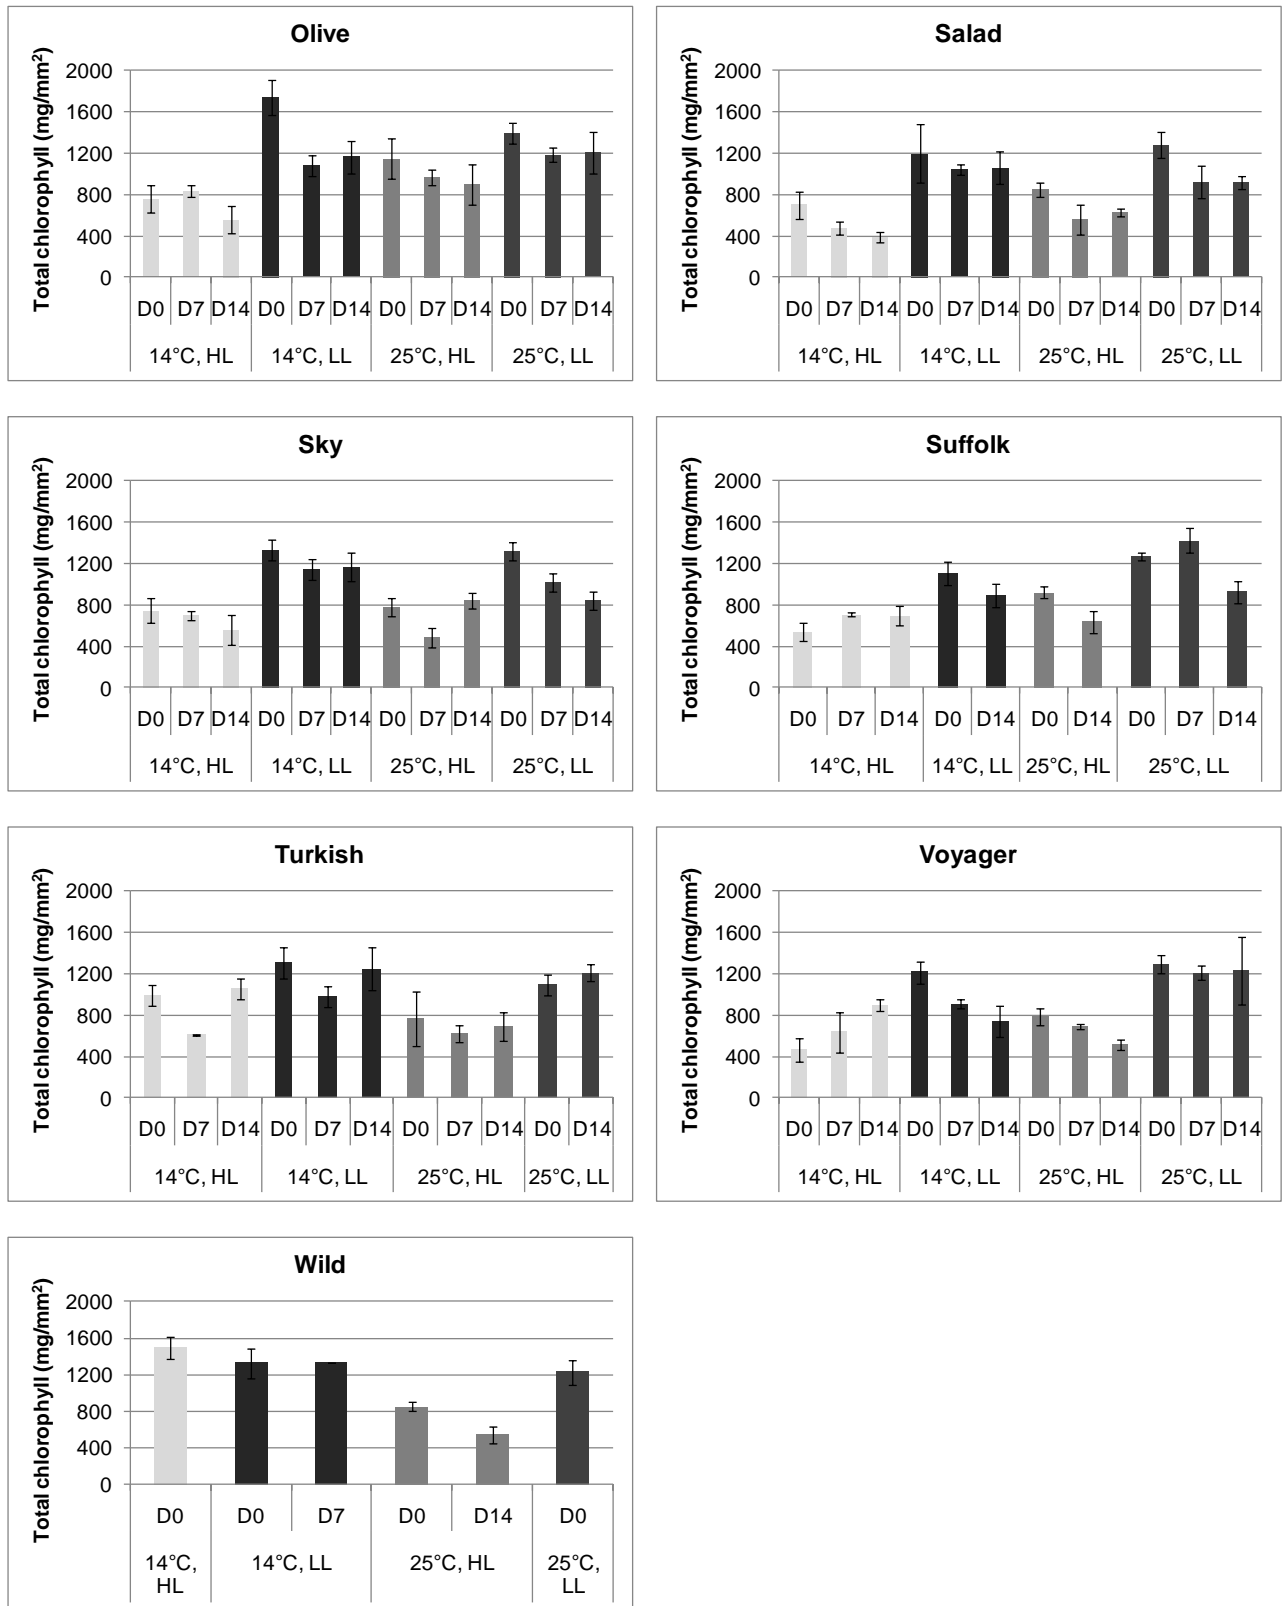 Olive
Total chlorophyll (mg/mm²)
2000
1600
1200
800
400
0
D0 D7 D14 D0 D7 D14 D0 D7 D14 D0 D7 D14
14°C, HL 14°C, LL 25°C, HL 25°C, LL
Salad
Total chlorophyll (mg/mm²)
2000
1600
1200
800
400
0
D0 D7 D14 D0 D7 D14 D0 D7 D14 D0 D7 D14
14°C, HL 14°C, LL 25°C, HL 25°C, LL
Sky
Total chlorophyll (mg/mm²)
2000
1600
1200
800
400
0
D0 D7 D14 D0 D7 D14 D0 D7 D14 D0 D7 D14
14°C, HL 14°C, LL 25°C, HL 25°C, LL
Suffolk
Total chlorophyll (mg/mm²)
2000
1600
1200
800
400
0
D0 D7 D14 D0 D14 D0 D14 D0 D7 D14
14°C, HL 14°C, LL 25°C, HL 25°C, LL
Turkish
Total chlorophyll (mg/mm²)
2000
1600
1200
800
400
0
D0 D7 D14 D0 D7 D14 D0 D7 D14 D0 D14
14°C, HL 14°C, LL 25°C, HL 25°C, LL
Voyager
Total chlorophyll (mg/mm²)
2000
1600
1200
800
400
0
D0 D7 D14 D0 D7 D14 D0 D7 D14 D0 D7 D14
14°C, HL 14°C, LL 25°C, HL 25°C, LL
Wild
Total chlorophyll (mg/mm²)
2000
1600
1200
800
400
0
D0 D0 D7 D0 D14 D0
14°C, HL 14°C, LL 25°C, HL 25°C, LL